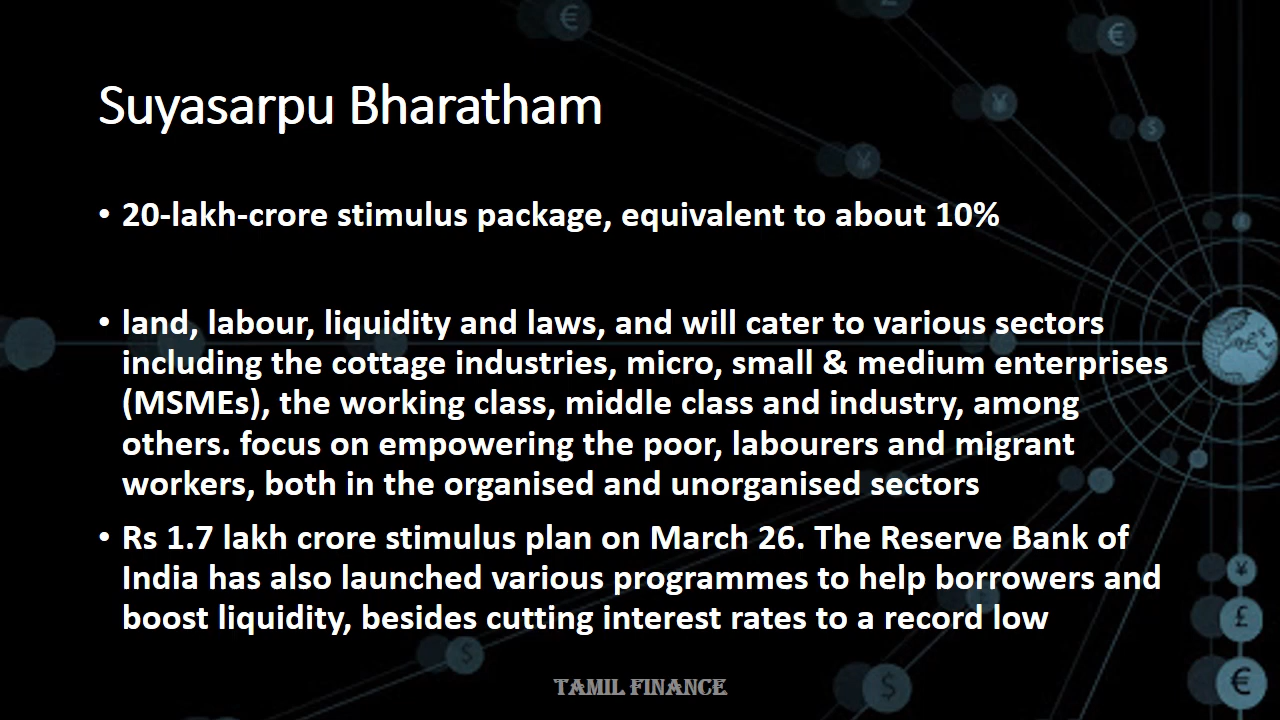 Suyasarpu Bharatham
• 20-lakh-crore stimulus package, equivalent to about 10%
• land, labour, liquidity and laws, and will cater to various sectors
including the cottage industries, micro, small & medium enterprises
(MSMEs), the working class, middle class and industry, among
others. focus on empowering the poor, labourers and migrant
workers, both in the organised and unorganised sectors
• Rs 1.7 lakh crore stimulus plan on March 26. The Reserve Bank of
India has also launched various programmes to help borrowers and
boost liquidity, besides cutting interest rates to a record low
TAMIL FINANCE